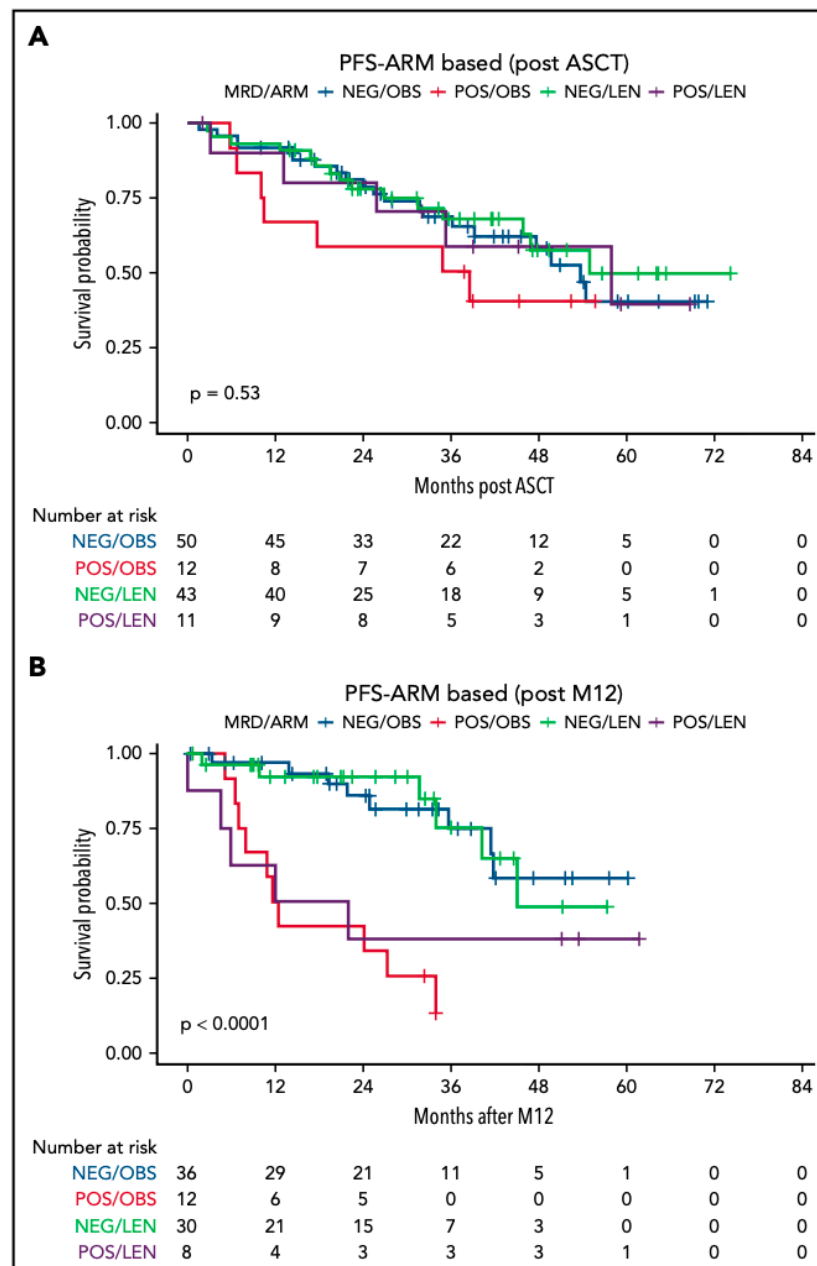 A
PFS-ARM based (post ASCT)
MRD/ARM NEG/OBS POS/OBS NEG/LEN POS/LEN
1.00
0.75
0.50
0.25
0.00
Survival probability
p = 0.53
0 12 24 36 48 60 72 84
Months post ASCT
Number at risk
NEG/OBS 50 45 33 22 12 5 0 0
POS/OBS 12 8 7 6 2 0 0 0
NEG/LEN 43 40 25 18 9 5 1 0
POS/LEN 11 9 8 5 3 1 0 0
B
PFS-ARM based (post M12)
MRD/ARM NEG/OBS POS/OBS NEG/LEN POS/LEN
1.00
0.75
0.50
0.25
0.00
Survival probability
p < 0.0001
0 12 24 36 48 60 72 84
Months after M12
Number at risk
NEG/OBS 36 29 21 11 5 1 0 0
POS/OBS 12 6 5 0 0 0 0 0
NEG/LEN 30 21 15 7 3 0 0 0
POS/LEN 8 4 3 3 3 1 0 0